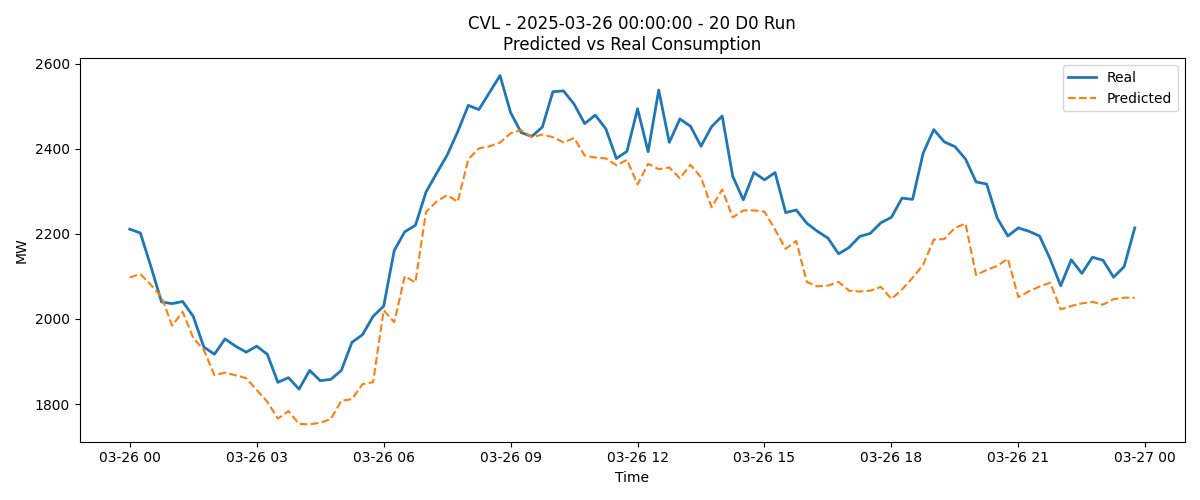 CVL - 2025-03-26 00:00:00 - 20 D0 Run
Predicted vs Real Consumption
2600
2400
2200
2000
1800
MW
Real
Predicted
03-26 00
03-26 03
03-26 06
03-26 09
03-26 12
03-26 15
03-26 18
03-26 21
03-27 00
Time